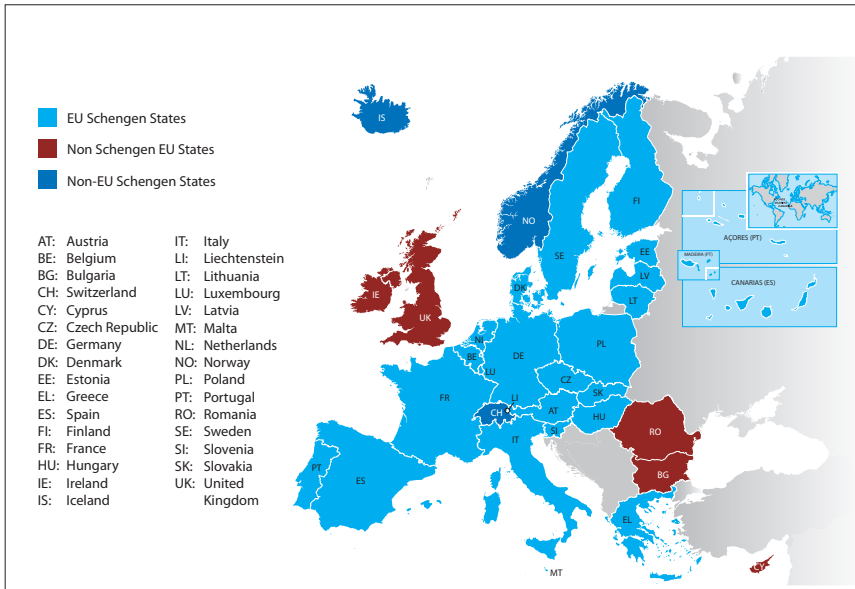 EU Schengen States
Non Schengen EU States
Non-EU Schengen States
AT: Austria
BE: Belgium
BG: Bulgaria
CH: Switzerland
CY: Cyprus
CZ: Czech Republic
DE: Germany
DK: Denmark
EE: Estonia
EL: Greece
ES: Spain
FI: Finland
FR: France
HU: Hungary
IE: Ireland
IS: Iceland
IT: Italy
LI: Liechtenstein
LT: Lithuania
LU: Luxembourg
LV: Latvia
MT: Malta
NL: Netherlands
NO: Norway
PL: Poland
PT: Portugal
RO: Romania
SE: Sweden
SI: Slovenia
SK: Slovakia
UK: United
Kingdom
IS
NO
FI
SE
EE
LV
LT
DK
IE
UK
NL
BE
LU
DE
PL
CZ
SK
LI
CH
AT
HU
SI
FR
IT
RO
BG
PT
ES
EL
MT
CY
AÇORES (PT)
MADEIRA (PT)
CANARIAS (ES)